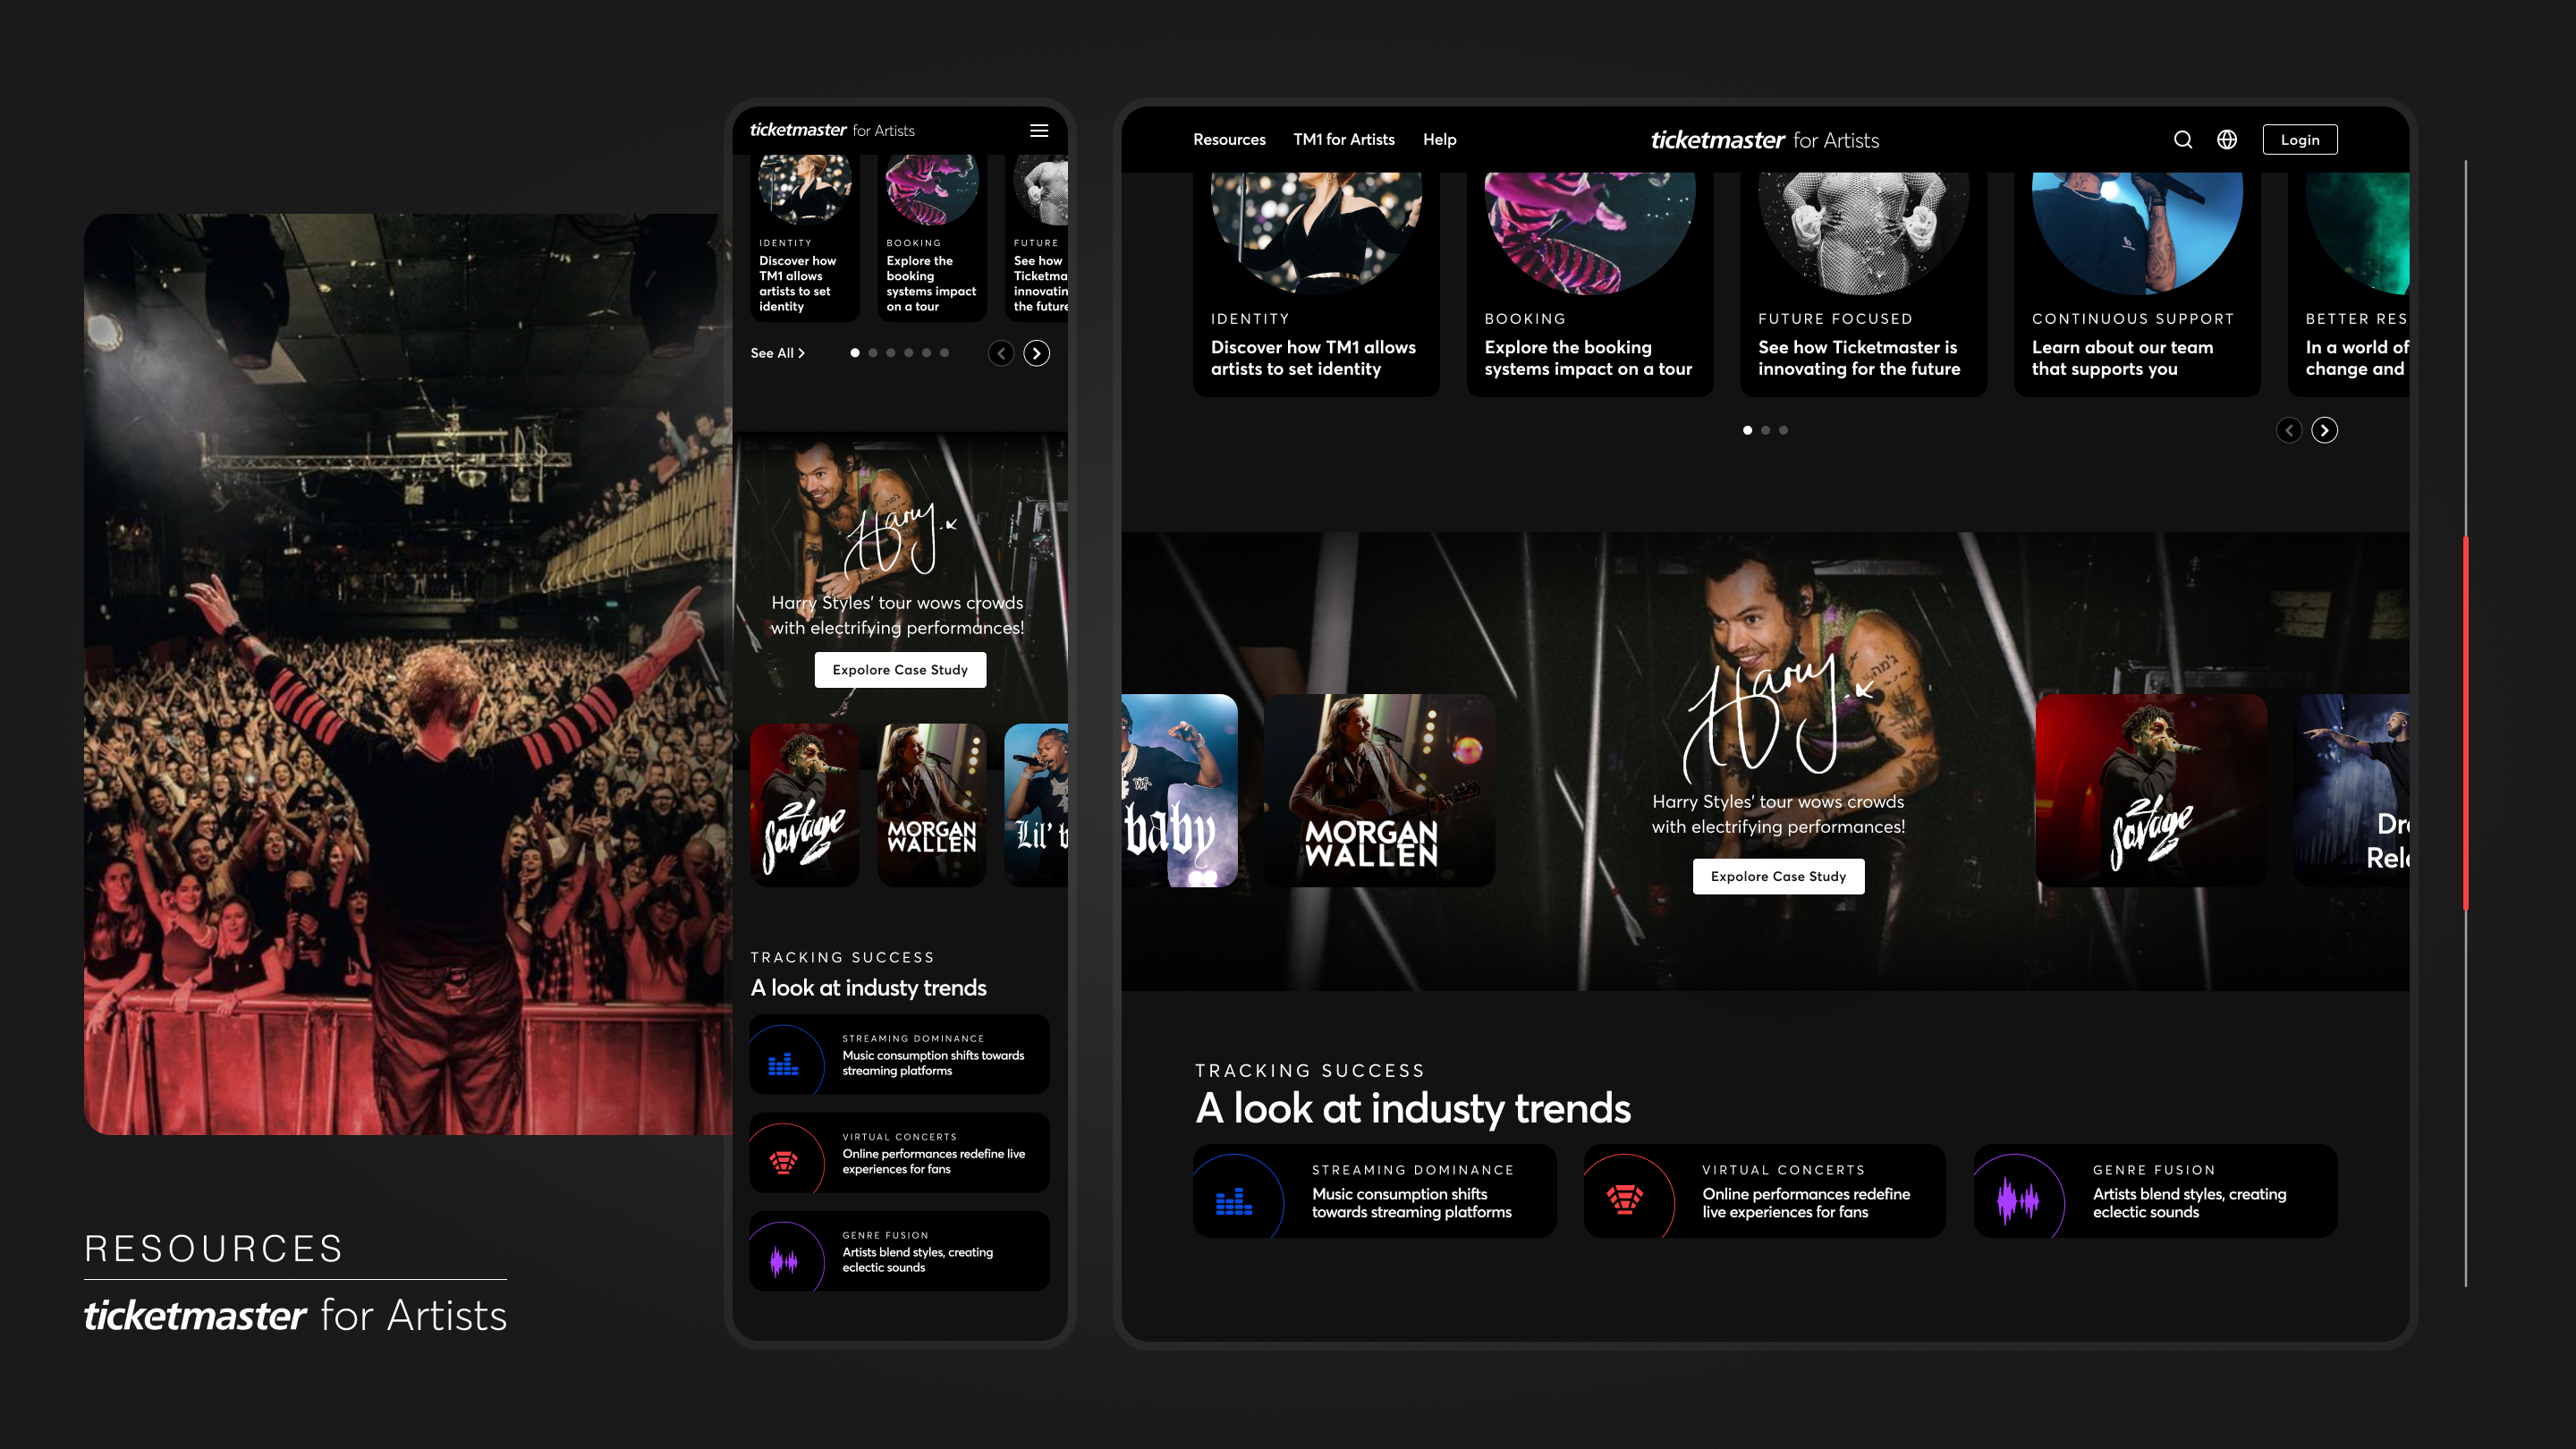 RESOURCES
ticketmaster for Artists
ticketmaster for Artists
IDENTITY
Discover how
TM1 allows
artists to set
identity
BOOKING
Explore the
booking
systems impact
on a tour
FUTURE
See how
Ticketma
innovatin
the future
See All
Harry.x
Harry Styles' tour wows crowds
with electrifying performances!
Expolore Case Study
21
Savage
MORGAN
WALLEN
Lil' b
TRACKING SUCCESS
A look at industy trends
STREAMING DOMINANCE
Music consumption shifts towards
streaming platforms
VIRTUAL CONCERTS
Online performances redefine live
experiences for fans
GENRE FUSION
Artists blend styles, creating
eclectic sounds
Resources TM1 for Artists Help
ticketmaster for Artists
Login
IDENTITY
Discover how TM1 allows
artists to set identity
BOOKING
Explore the booking
systems impact on a tour
FUTURE FOCUSED
See how Ticketmaster is
innovating for the future
CONTINUOUS SUPPORT
Learn about our team
that supports you
BETTER RES
In a world of
change and
baby
MORGAN
WALLEN
Harry.x
Harry Styles' tour wows crowds
with electrifying performances!
Expolore Case Study
21
Savage
Dr
Rel
TRACKING SUCCESS
A look at industy trends
STREAMING DOMINANCE
Music consumption shifts
towards streaming platforms
VIRTUAL CONCERTS
Online performances redefine
live experiences for fans
GENRE FUSION
Artists blend styles, creating
eclectic sounds